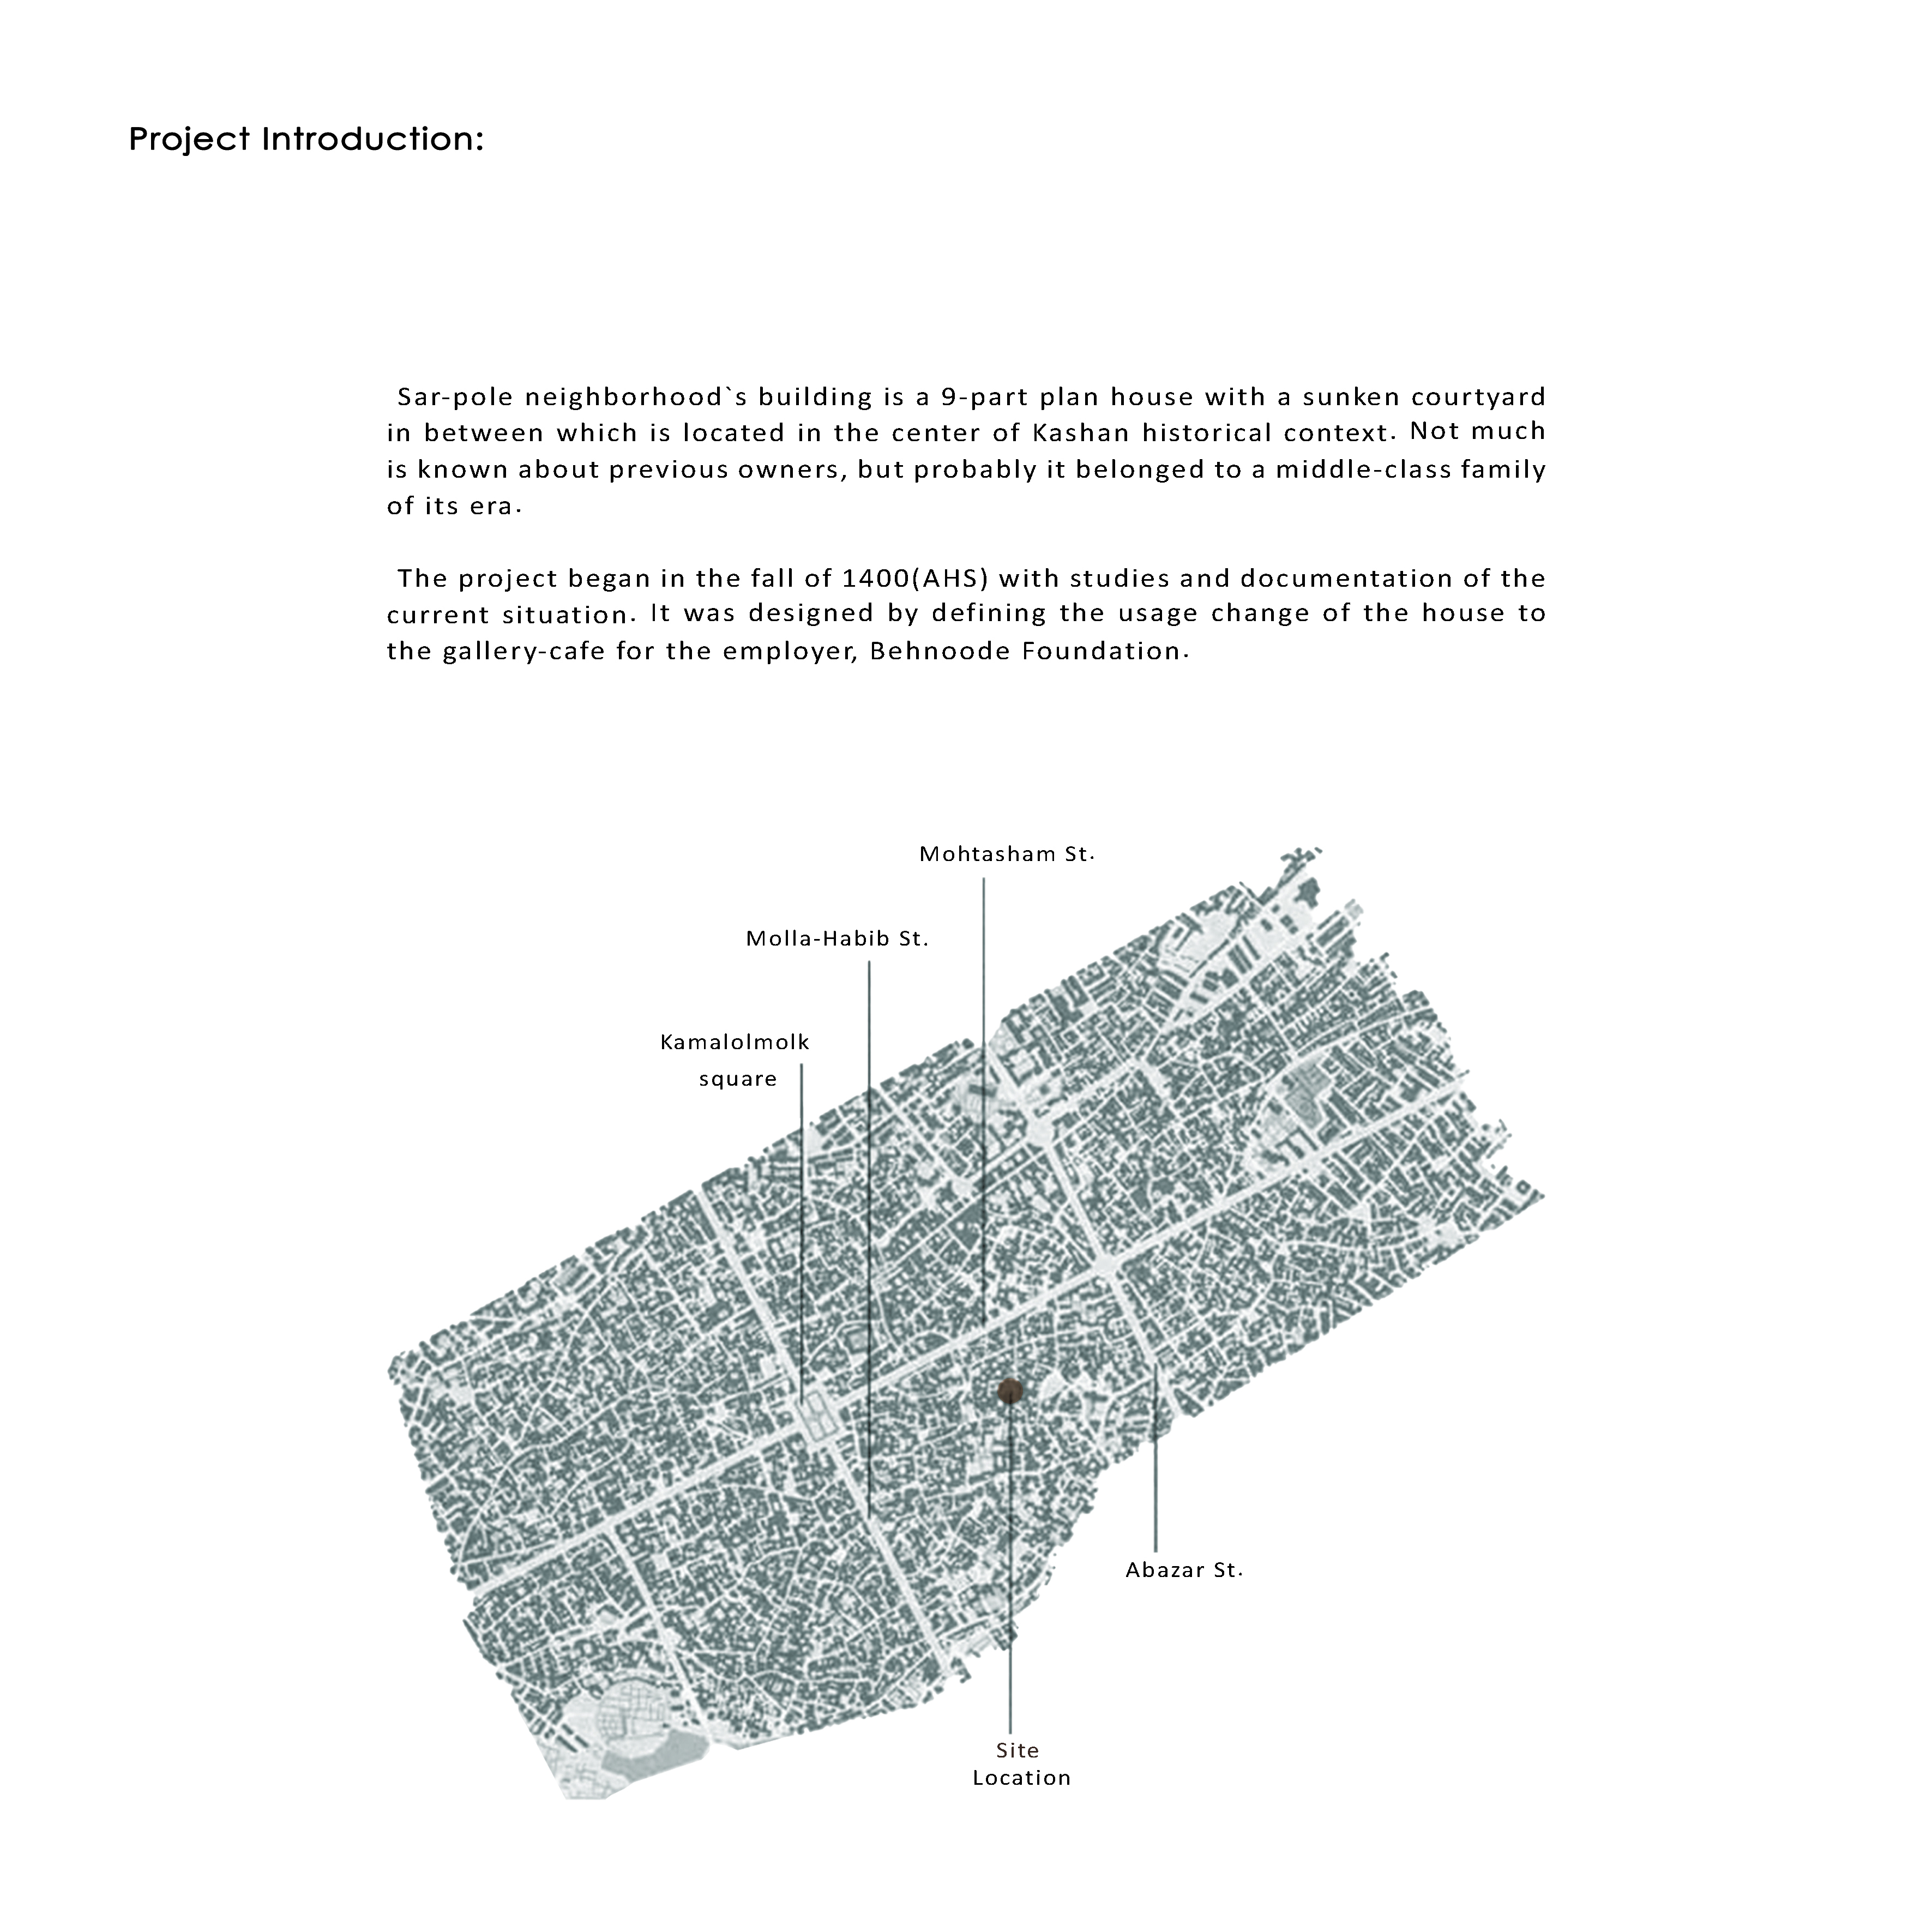 Project Introduction:
Sar-pole neighborhood`s building is a 9-part plan house with a sunken courtyard
in between which is located in the center of Kashan historical context. Not much
is known about previous owners, but probably it belonged to a middle-class family
of its era.
The project began in the fall of 1400(AHS) with studies and documentation of the
current situation. It was designed by defining the usage change of the house to
the gallery-cafe for the employer, Behnoode Foundation.
Mohtasham St.
Molla-Habib St.
Kamalolmolk
square
Abazar St.
Site
Location